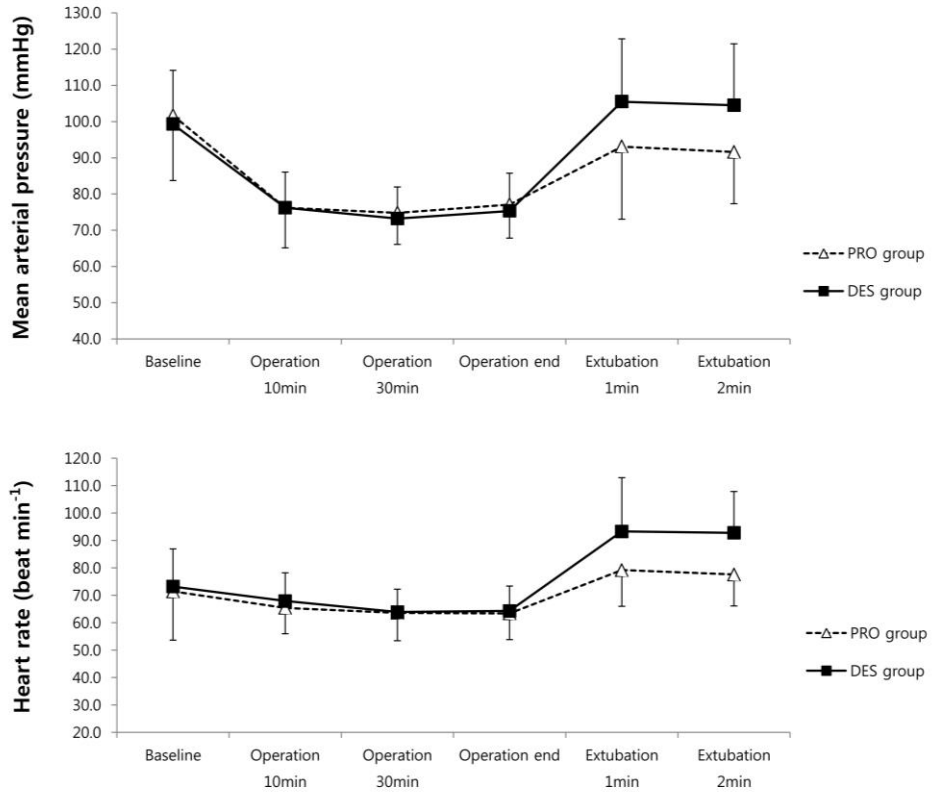 Mean arterial pressure (mmHg)
130.0
120.0
110.0
100.0
90.0
80.0
70.0
60.0
50.0
40.0
Baseline
Operation
10min
Operation
30min
Operation end
Extubation
1min
Extubation
2min
PRO group
DES group
Heart rate (beat min⁻¹)
120.0
110.0
100.0
90.0
80.0
70.0
60.0
50.0
40.0
30.0
20.0
Baseline
Operation
10min
Operation
30min
Operation end
Extubation
1min
Extubation
2min
PRO group
DES group